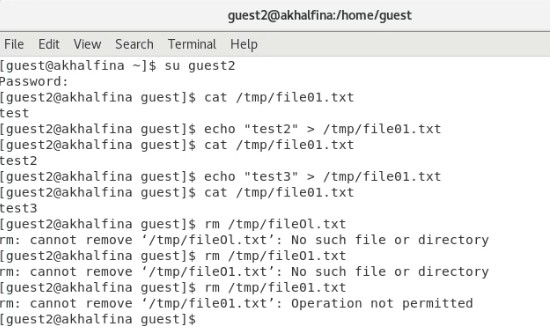 guest2@akhalfina:/home/guest
File Edit View Search Terminal Help
[guest@akhalfina ~]$ su guest2
Password:
[guest2@akhalfina guest]$ cat /tmp/file01.txt
test
[guest2@akhalfina guest]$ echo "test2" > /tmp/file01.txt
[guest2@akhalfina guest]$ cat /tmp/file01.txt
test2
[guest2@akhalfina guest]$ echo "test3" > /tmp/file01.txt
[guest2@akhalfina guest]$ cat /tmp/file01.txt
test3
[guest2@akhalfina guest]$ rm /tmp/fileOl.txt
rm: cannot remove ‘/tmp/fileOl.txt’: No such file or directory
[guest2@akhalfina guest]$ rm /tmp/fileO1.txt
rm: cannot remove ‘/tmp/fileO1.txt’: No such file or directory
[guest2@akhalfina guest]$ rm /tmp/file01.txt
rm: cannot remove ‘/tmp/file01.txt’: Operation not permitted
[guest2@akhalfina guest]$